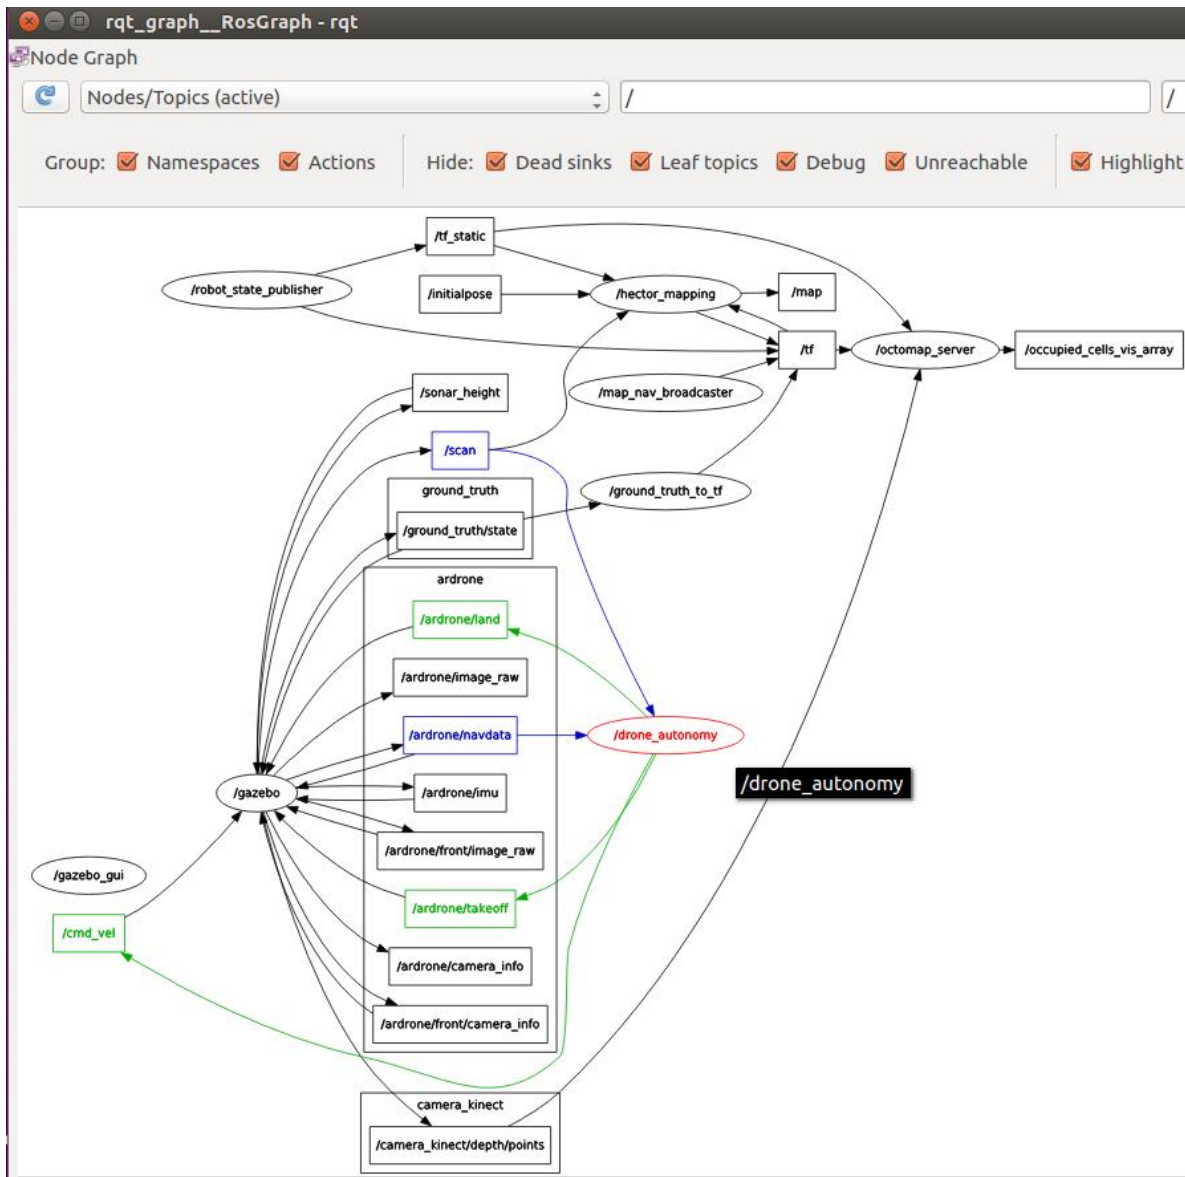 rqt_graph__RosGraph - rqt
Node Graph
Nodes/Topics (active)
/
/
Group: Namespaces Actions Hide: Dead sinks Leaf topics Debug Unreachable Highlight
/tf_static
/robot_state_publisher
/initialpose
/hector_mapping
/map
/tf
/octomap_server
/occupied_cells_vis_array
/sonar_height
/map_nav_broadcaster
/scan
ground_truth
/ground_truth_to_tf
/ground_truth/state
ardrone
/ardrone/land
/ardrone/image_raw
/ardrone/navdata
/drone_autonomy
/drone_autonomy
/gazebo
/ardrone/imu
/ardrone/front/image_raw
/gazebo_gui
/ardrone/takeoff
/cmd_vel
/ardrone/camera_info
/ardrone/front/camera_info
camera_kinect
/camera_kinect/depth/points